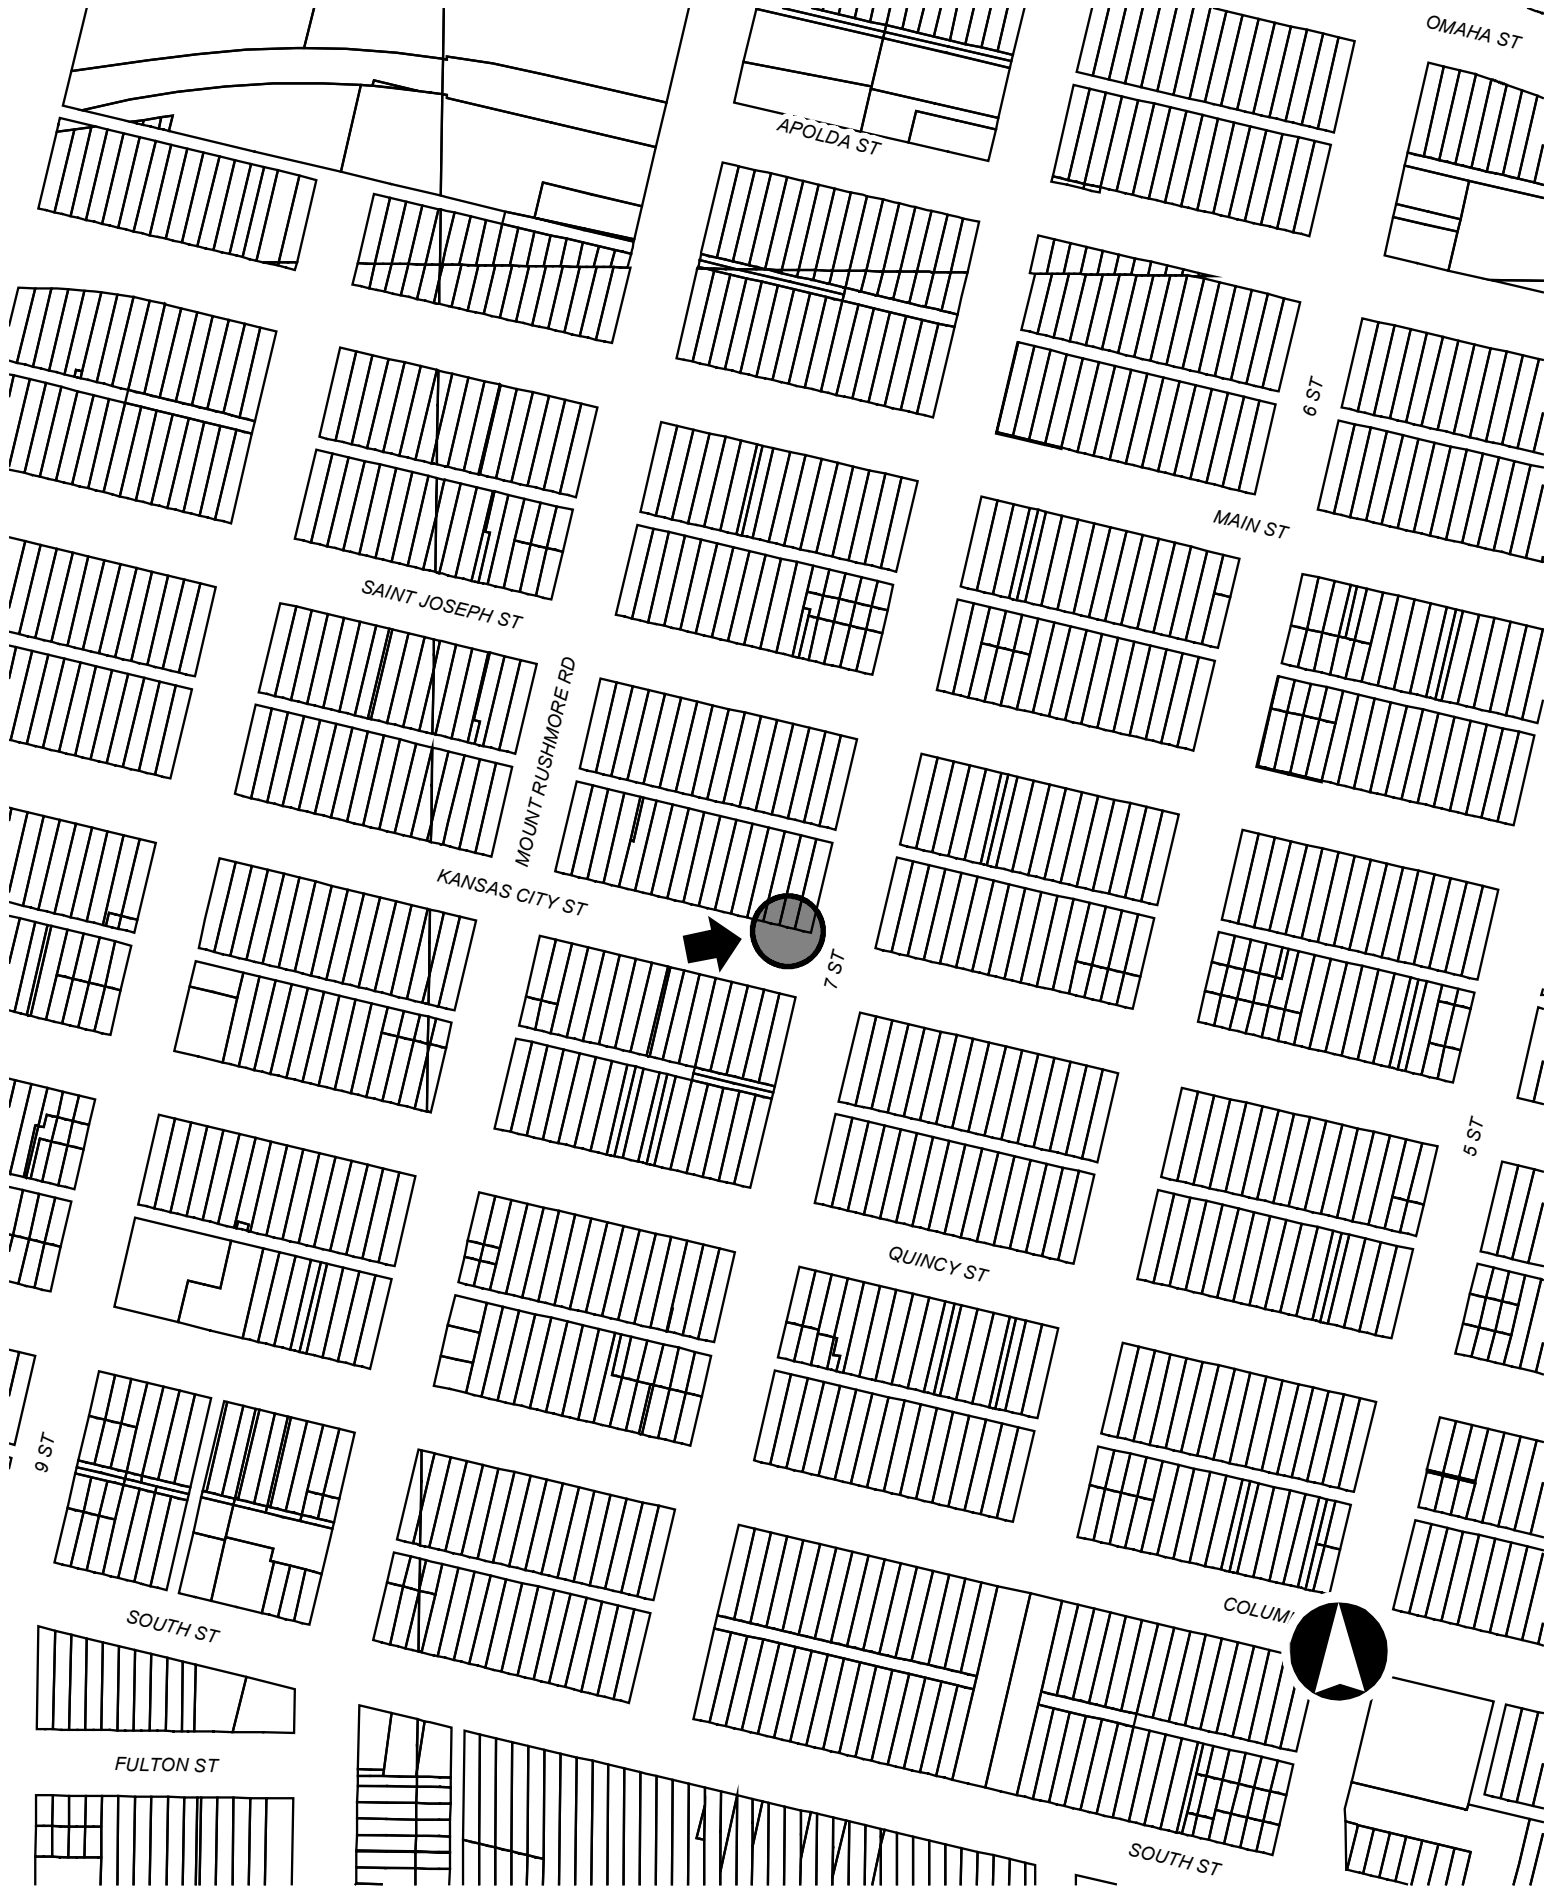 OMAHA ST
APOLDA ST
6 ST
MAIN ST
SAINT JOSEPH ST
MOUNT RUSHMORE RD
KANSAS CITY ST
7 ST
5 ST
QUINCY ST
9 ST
COLUM
SOUTH ST
FULTON ST
SOUTH ST